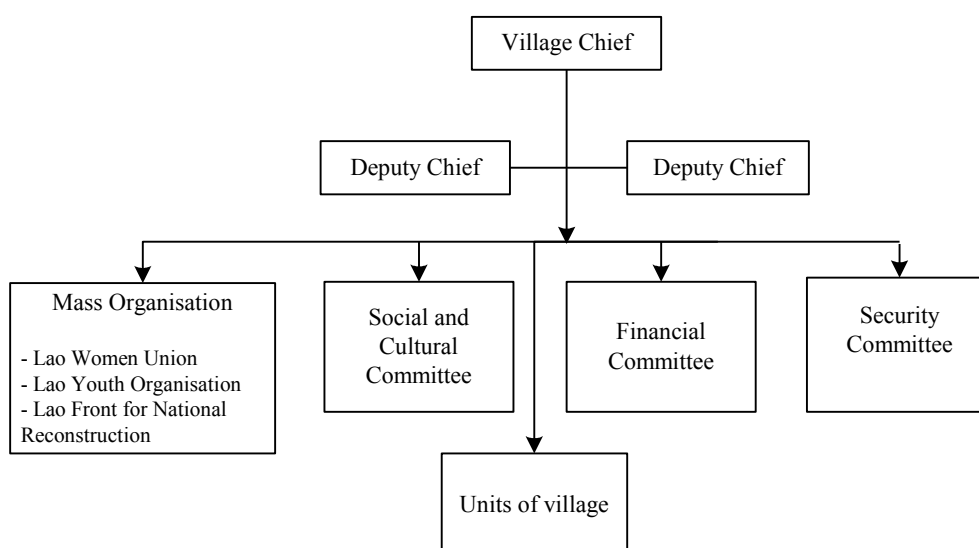 Village Chief
Deputy Chief
Deputy Chief
Mass Organisation
- Lao Women Union
- Lao Youth Organisation
- Lao Front for National
Reconstruction
Social and
Cultural
Committee
Financial
Committee
Security
Committee
Units of village